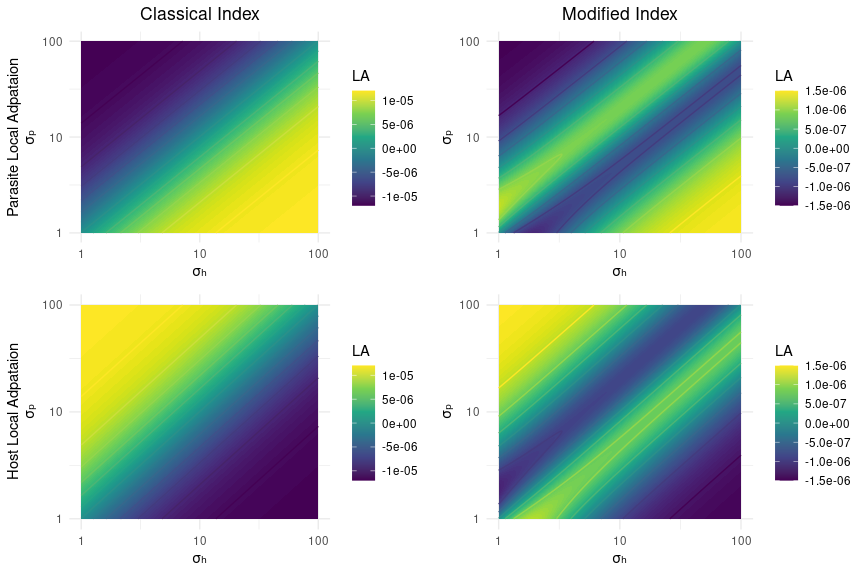 Classical Index
Modified Index
Parasite Local Adpataion
σₚ
100
10
1
1
10
100
σₕ
LA
1e-05
5e-06
0e+00
-5e-06
-1e-05
σₚ
100
10
1
1
10
100
σₕ
LA
1.5e-06
1.0e-06
5.0e-07
0.0e+00
-5.0e-07
-1.0e-06
-1.5e-06
Host Local Adpataion
σₚ
100
10
1
1
10
100
σₕ
LA
1e-05
5e-06
0e+00
-5e-06
-1e-05
σₚ
100
10
1
1
10
100
σₕ
LA
1.5e-06
1.0e-06
5.0e-07
0.0e+00
-5.0e-07
-1.0e-06
-1.5e-06